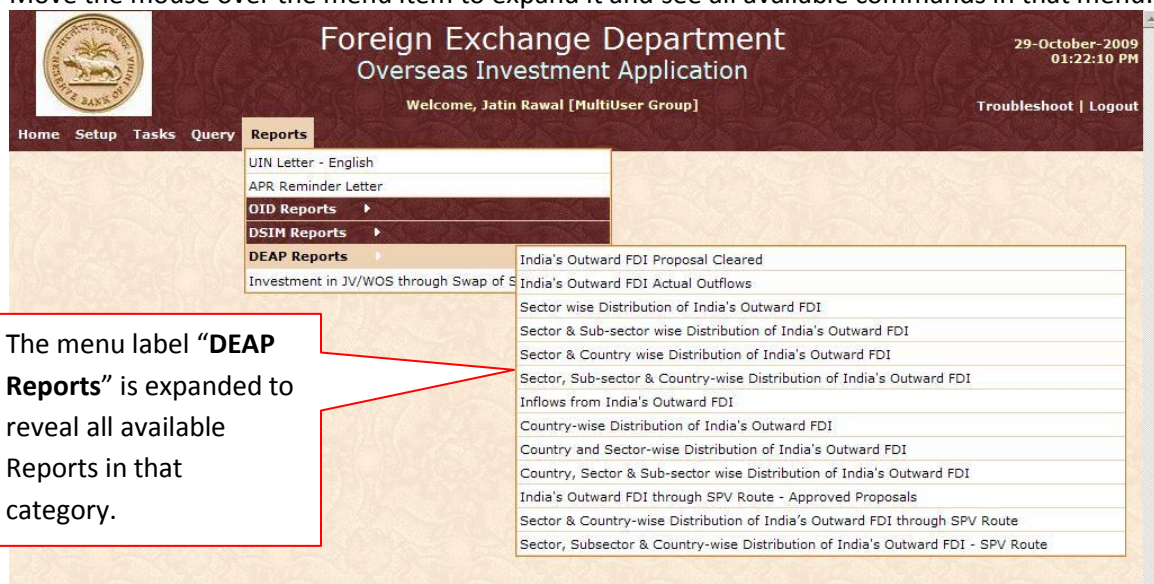 Move the mouse over the menu item to expand it and see all available commands in that menu.
Foreign Exchange Department
Overseas Investment Application
29-October-2009
01:22:10 PM
Welcome, Jatin Rawal [MultiUser Group]
Troubleshoot | Logout
RESERVE BANK OF INDIA
Home Setup Tasks Query Reports
UIN Letter - English
APR Reminder Letter
OID Reports
DSIM Reports
DEAP Reports
Investment in JV/WOS through Swap of S
India's Outward FDI Proposal Cleared
India's Outward FDI Actual Outflows
Sector wise Distribution of India's Outward FDI
Sector & Sub-sector wise Distribution of India's Outward FDI
Sector & Country wise Distribution of India's Outward FDI
Sector, Sub-sector & Country-wise Distribution of India's Outward FDI
Inflows from India's Outward FDI
Country-wise Distribution of India's Outward FDI
Country and Sector-wise Distribution of India's Outward FDI
Country, Sector & Sub-sector wise Distribution of India's Outward FDI
India's Outward FDI through SPV Route - Approved Proposals
Sector & Country-wise Distribution of India's Outward FDI through SPV Route
Sector, Subsector & Country-wise Distribution of India's Outward FDI - SPV Route
The menu label “DEAP
Reports” is expanded to
reveal all available
Reports in that
category.